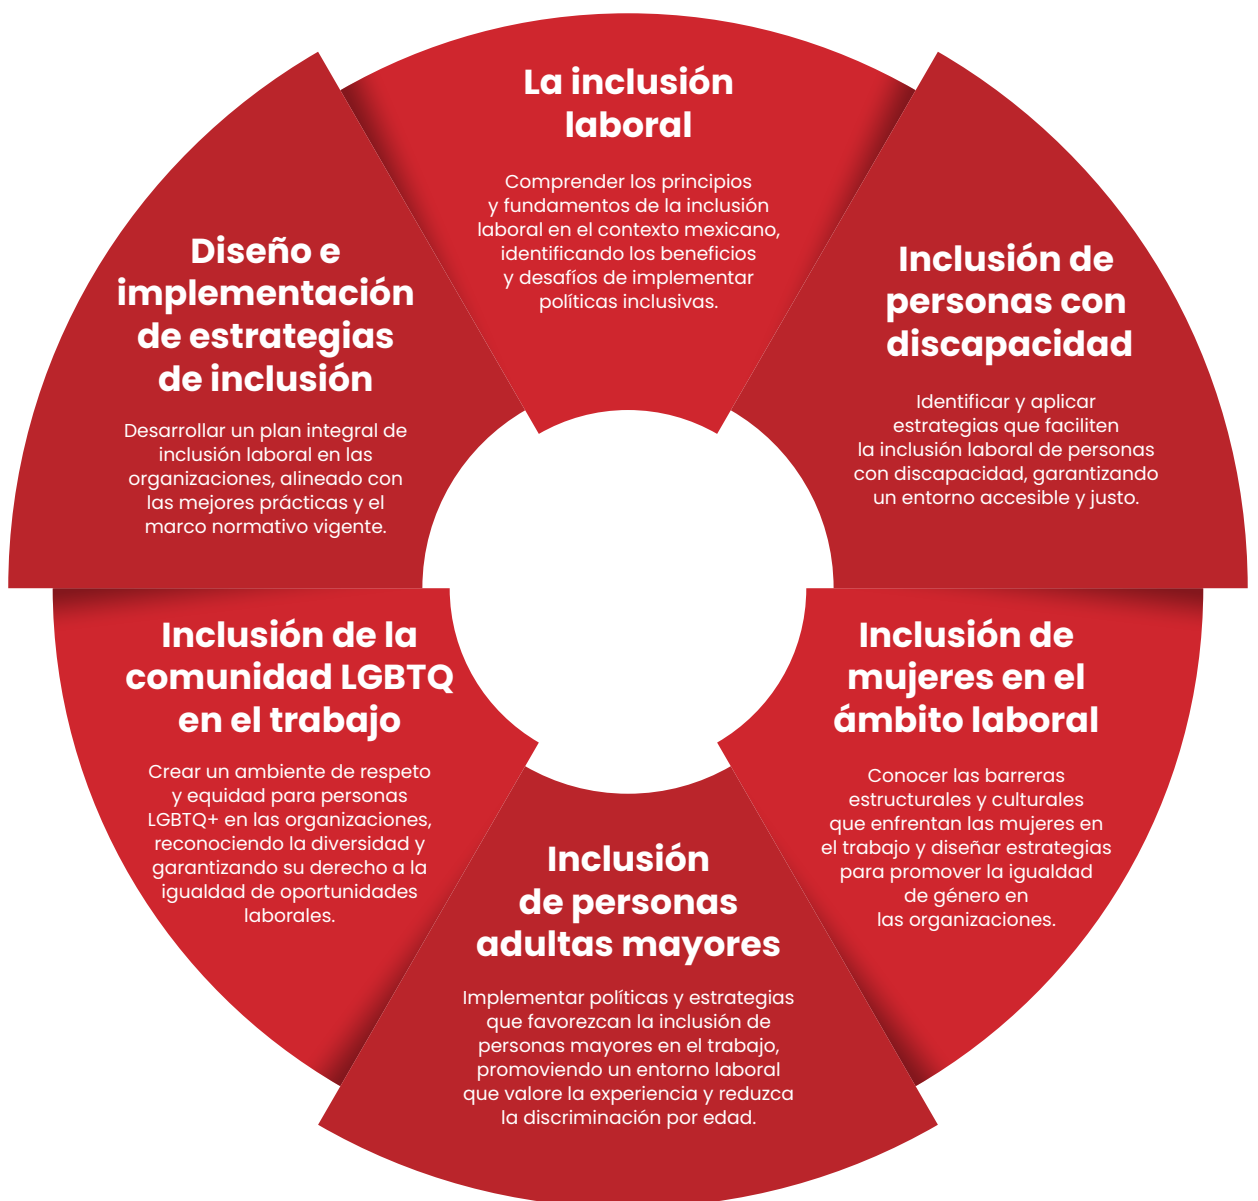 La inclusión
laboral
Comprender los principios
y fundamentos de la inclusión
laboral en el contexto mexicano,
identificando los beneficios
y desafíos de implementar
políticas inclusivas.
Inclusión de
personas con
discapacidad
Identificar y aplicar
estrategias que faciliten
la inclusión laboral de personas
con discapacidad, garantizando
un entorno accesible y justo.
Inclusión de
mujeres en el
ámbito laboral
Conocer las barreras
estructurales y culturales
que enfrentan las mujeres en
el trabajo y diseñar estrategias
para promover la igualdad
de género en
las organizaciones.
Inclusión
de personas
adultas mayores
Implementar políticas y estrategias
que favorezcan la inclusión de
personas mayores en el trabajo,
promoviendo un entorno laboral
que valore la experiencia y reduzca
la discriminación por edad.
Inclusión de la
comunidad LGBTQ
en el trabajo
Crear un ambiente de respeto
y equidad para personas
LGBTQ+ en las organizaciones,
reconociendo la diversidad y
garantizando su derecho a la
igualdad de oportunidades
laborales.
Diseño e
implementación
de estrategias
de inclusión
Desarrollar un plan integral de
inclusión laboral en las
organizaciones, alineado con
las mejores prácticas y el
marco normativo vigente.